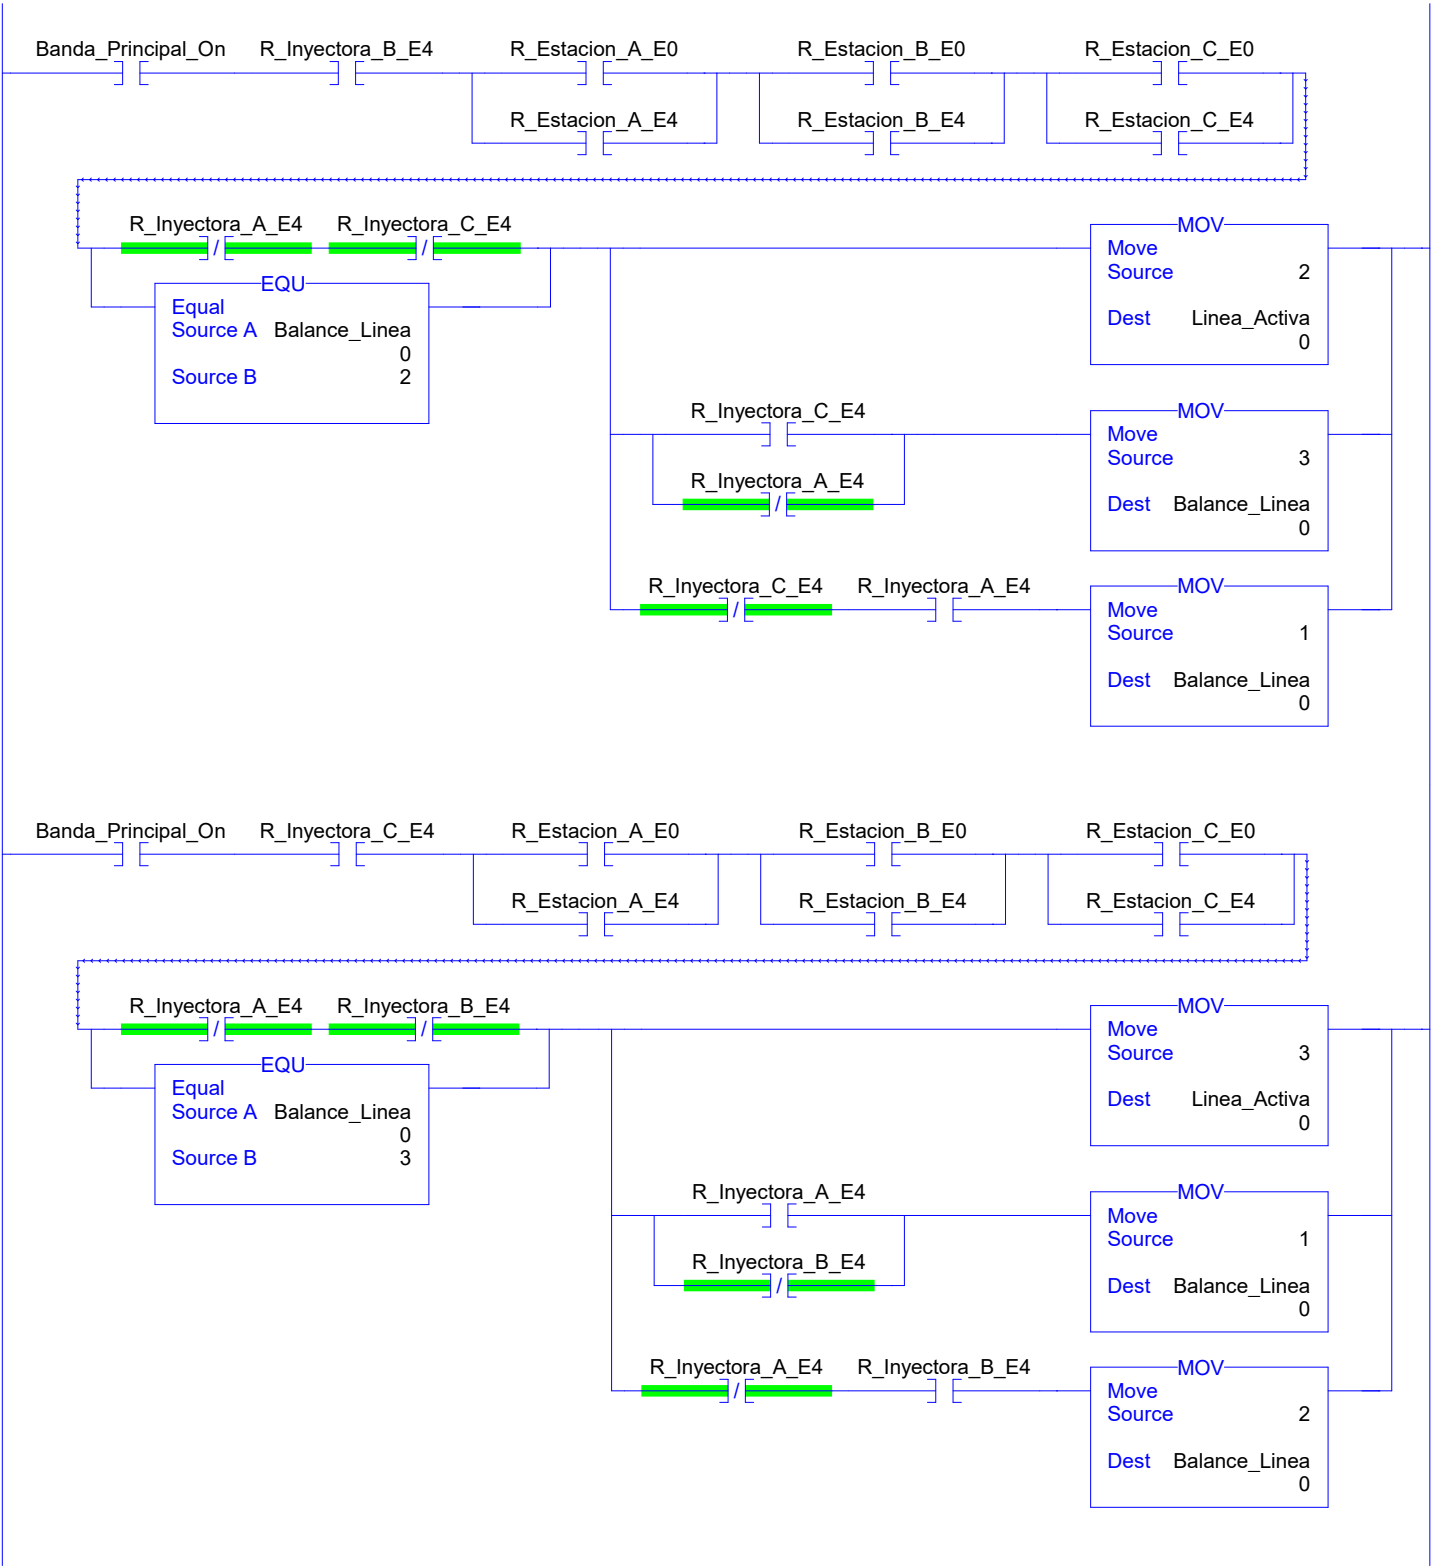 Banda_Principal_On R_Inyectora_B_E4 R_Estacion_A_E0 R_Estacion_B_E0 R_Estacion_C_E0
R_Estacion_A_E4 R_Estacion_B_E4 R_Estacion_C_E4
R_Inyectora_A_E4 R_Inyectora_C_E4
/ /
EQU
Equal
Source A Balance_Linea
0
Source B 2
MOV
Move
Source 2
Dest Linea_Activa
0
R_Inyectora_C_E4
R_Inyectora_A_E4
/
MOV
Move
Source 3
Dest Balance_Linea
0
R_Inyectora_C_E4 R_Inyectora_A_E4
/
MOV
Move
Source 1
Dest Balance_Linea
0
Banda_Principal_On R_Inyectora_C_E4 R_Estacion_A_E0 R_Estacion_B_E0 R_Estacion_C_E0
R_Estacion_A_E4 R_Estacion_B_E4 R_Estacion_C_E4
R_Inyectora_A_E4 R_Inyectora_B_E4
/ /
EQU
Equal
Source A Balance_Linea
0
Source B 3
MOV
Move
Source 3
Dest Linea_Activa
0
R_Inyectora_A_E4
R_Inyectora_B_E4
/
MOV
Move
Source 1
Dest Balance_Linea
0
R_Inyectora_A_E4 R_Inyectora_B_E4
/
MOV
Move
Source 2
Dest Balance_Linea
0